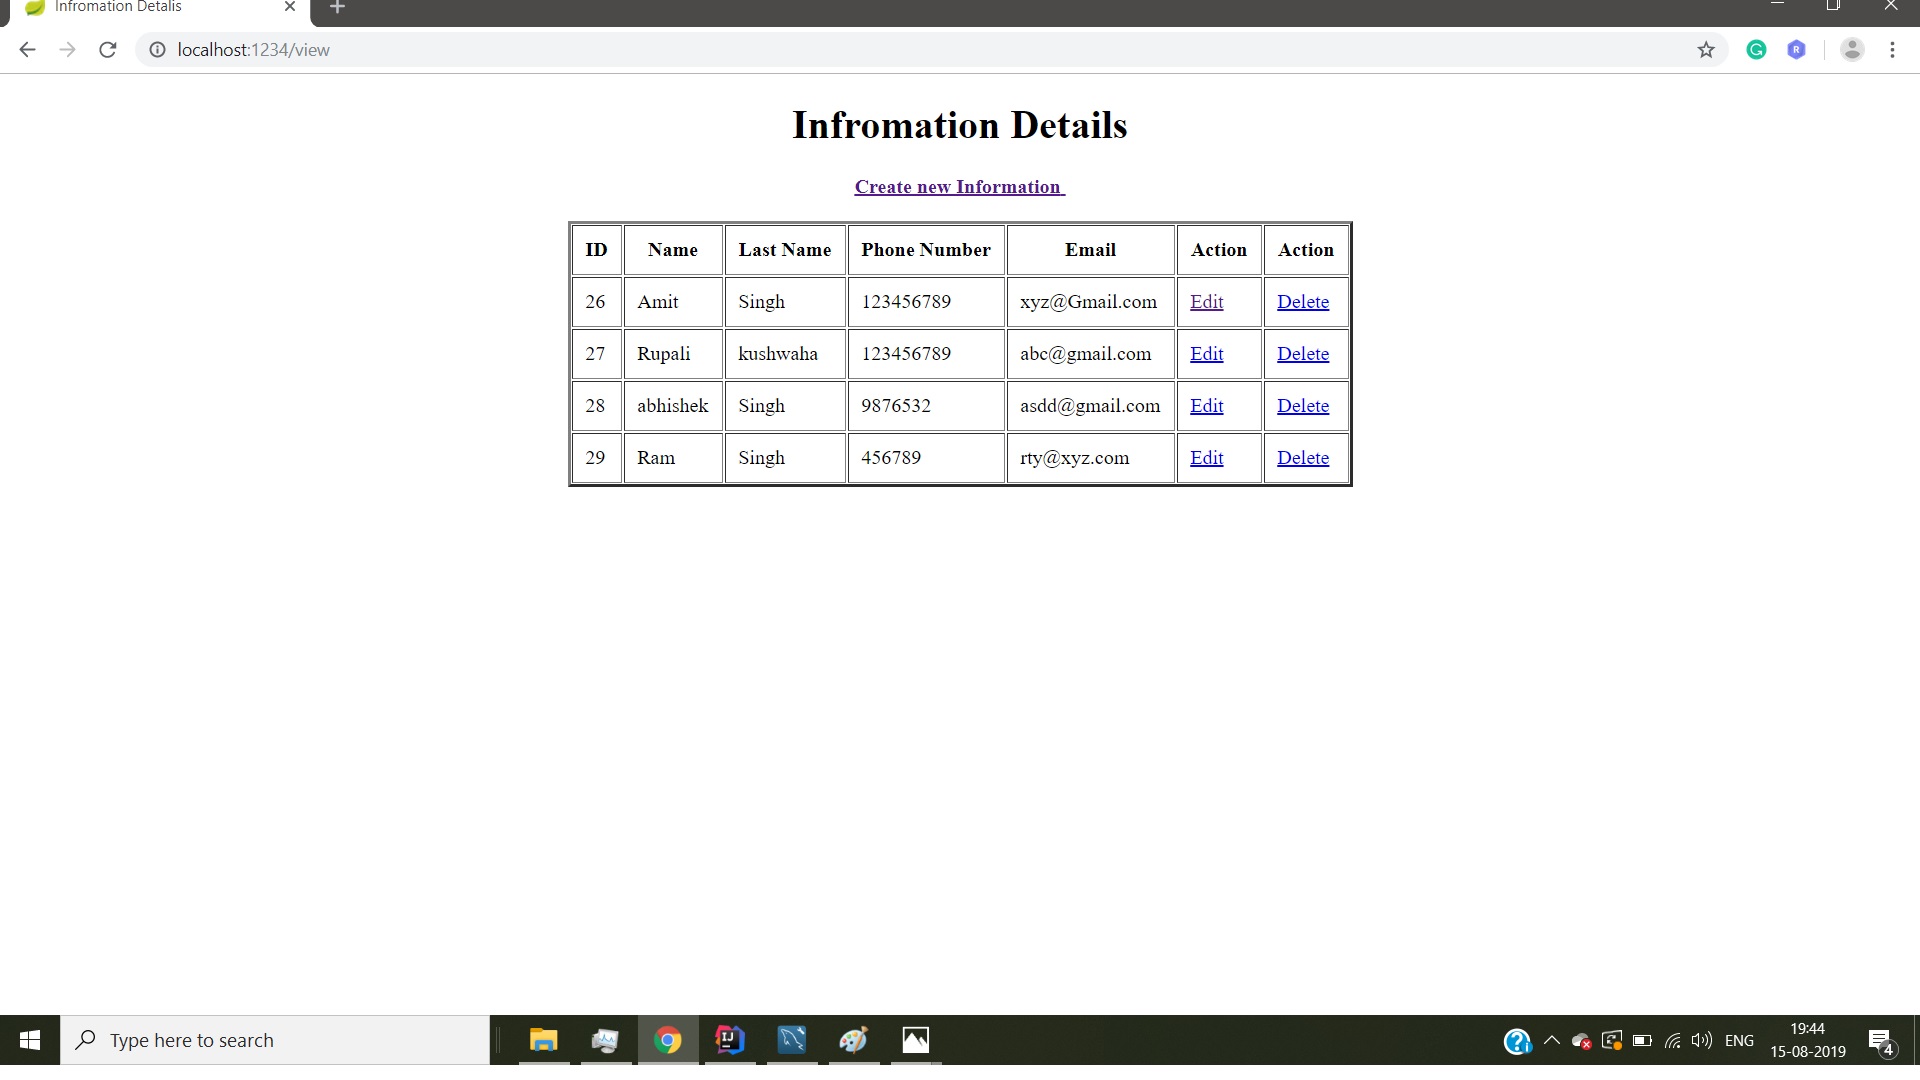 Infromation Detalis
localhost:1234/view
Infromation Details
Create new Information
ID Name Last Name Phone Number Email Action Action
26 Amit Singh 123456789 xyz@Gmail.com Edit Delete
27 Rupali kushwaha 123456789 abc@gmail.com Edit Delete
28 abhishek Singh 9876532 asdd@gmail.com Edit Delete
29 Ram Singh 456789 rty@xyz.com Edit Delete
Type here to search
ENG
19:44
15-08-2019
4